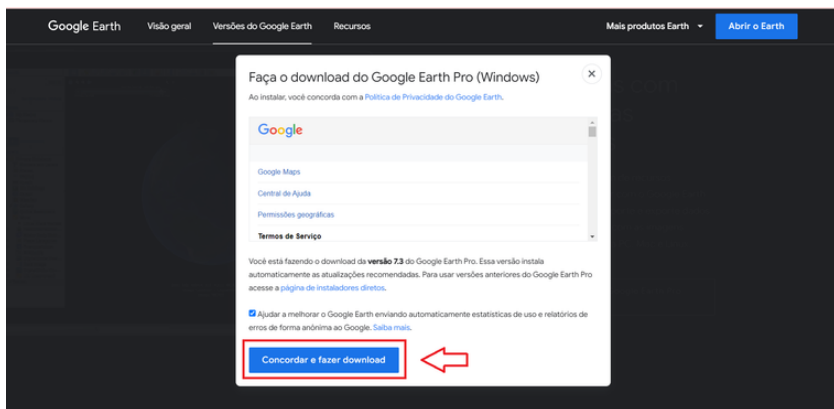 Google Earth Visão geral Versões do Google Earth Recursos Mais produtos Earth Abrir o Earth
Faça o download do Google Earth Pro (Windows)
Ao instalar, você concorda com a Política de Privacidade do Google Earth.
Google
Google Maps
Central de Ajuda
Permissões geográficas
Termos de Serviço
Você está fazendo o download da versão 7.3 do Google Earth Pro. Essa versão instala
automaticamente as atualizações recomendadas. Para usar versões anteriores do Google Earth Pro
acesse a página de instaladores diretos.
Ajudar a melhorar o Google Earth enviando automaticamente estatísticas de uso e relatórios de
erros de forma anônima ao Google. Saiba mais.
Concordar e fazer download